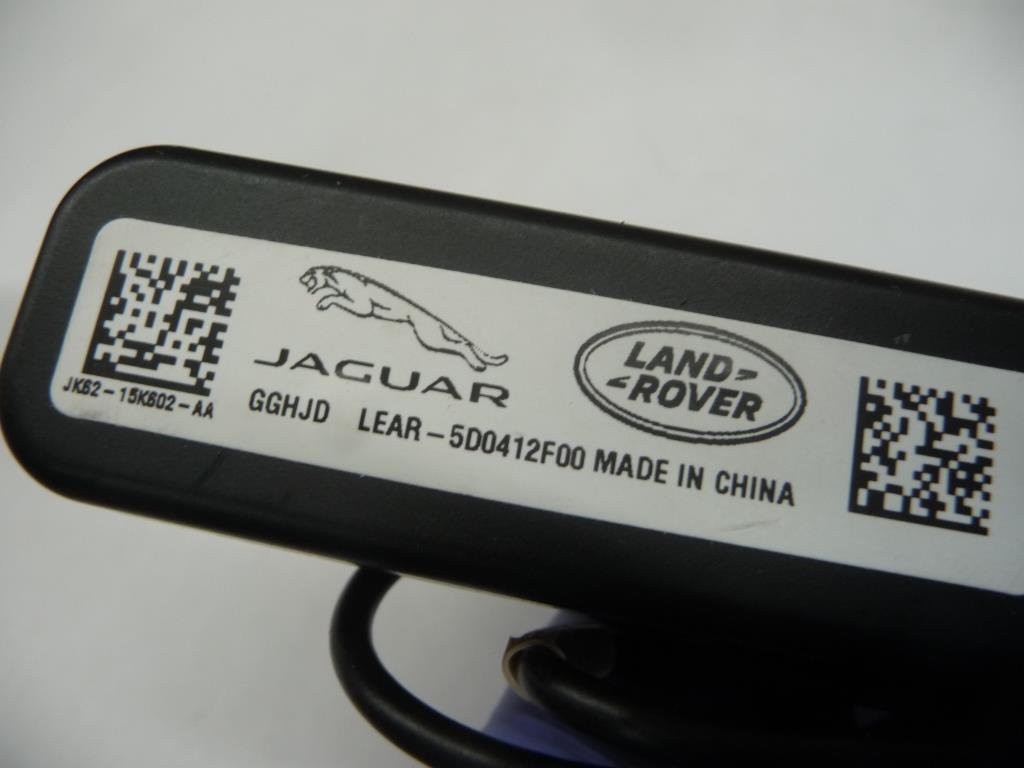 JAGUAR
LAND
ROVER
JK62-15K602-AA
GGHJD LEAR-5D0412F00 MADE IN CHINA